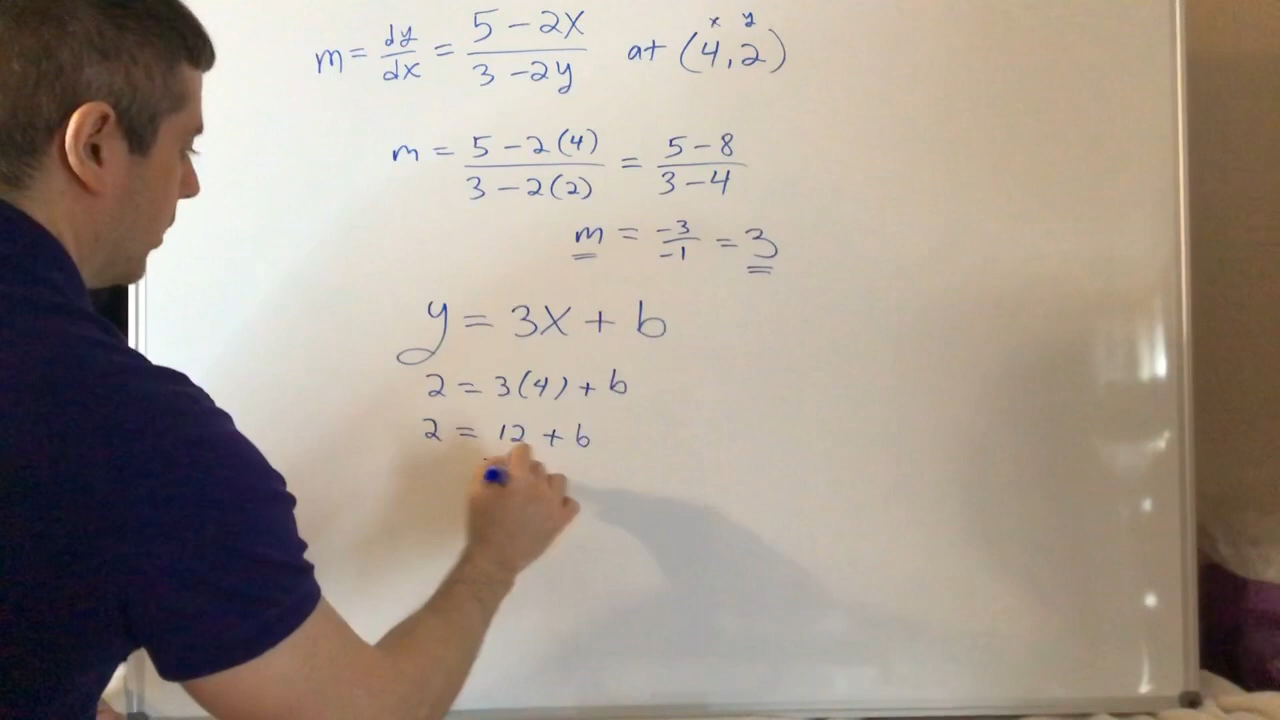 m = dy/dx = (5 - 2x)/(3 - 2y) at (4, 2)
x y
m = (5 - 2(4))/(3 - 2(2)) = (5 - 8)/(3 - 4)
m = -3/-1 = 3
y = 3x + b
2 = 3(4) + b
2 = 12 + b